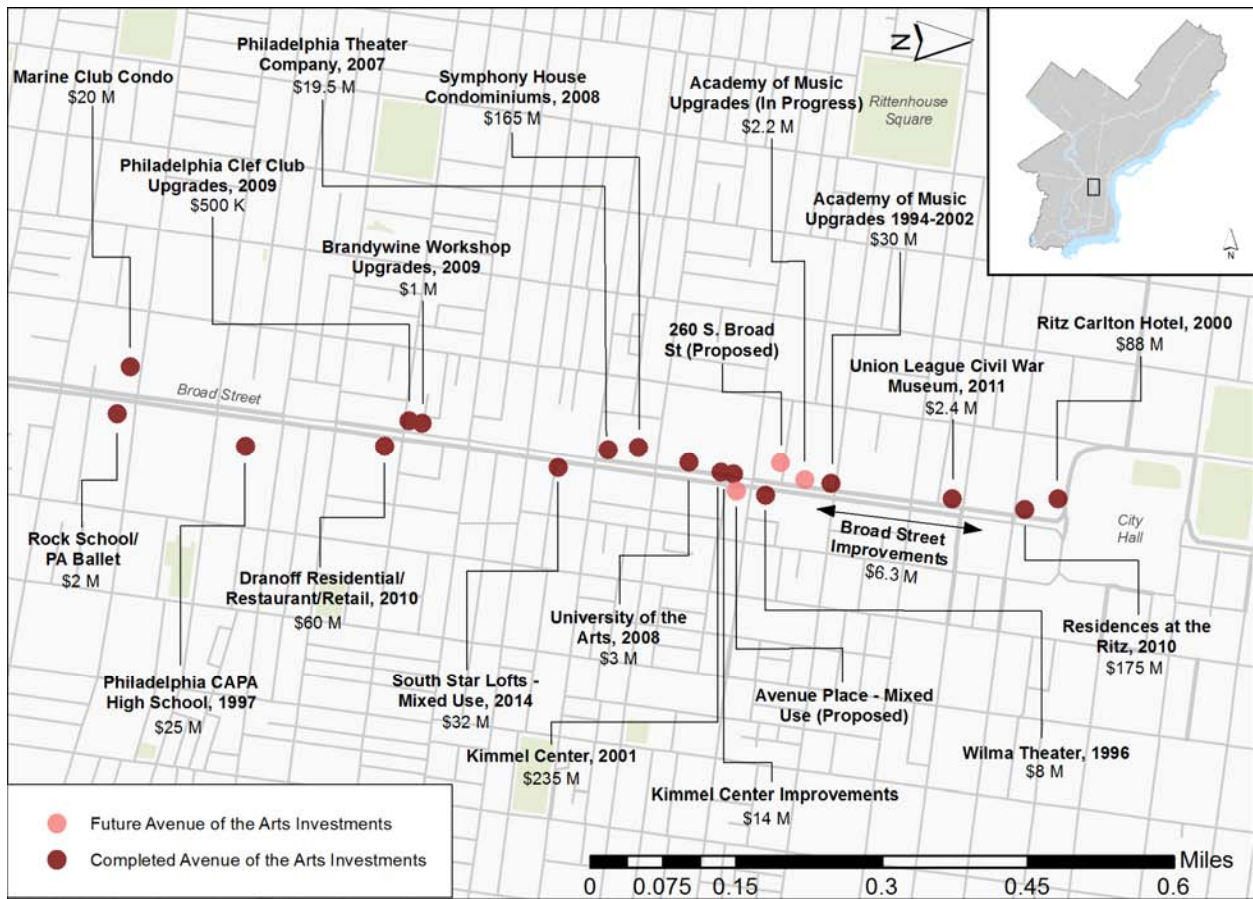 Philadelphia Theater
Company, 2007
$19.5 M
Marine Club Condo
$20 M
Symphony House
Condominiums, 2008
$165 M
Academy of Music
Upgrades (In Progress)
$2.2 M
N
Rittenhouse
Square
N
Philadelphia Clef Club
Upgrades, 2009
$500 K
Academy of Music
Upgrades 1994-2002
$30 M
Brandywine Workshop
Upgrades, 2009
$1 M
260 S. Broad
St (Proposed)
Ritz Carlton Hotel, 2000
$88 M
Union League Civil War
Museum, 2011
$2.4 M
Broad Street
City
Hall
Broad Street
Improvements
$6.3 M
Rock School/
PA Ballet
$2 M
Dranoff Residential/
Restaurant/Retail, 2010
$60 M
University of the
Arts, 2008
$3 M
Residences at the
Ritz, 2010
$175 M
Philadelphia CAPA
High School, 1997
$25 M
South Star Lofts -
Mixed Use, 2014
$32 M
Avenue Place - Mixed
Use (Proposed)
Kimmel Center, 2001
$235 M
Wilma Theater, 1996
$8 M
Kimmel Center Improvements
$14 M
Future Avenue of the Arts Investments
Completed Avenue of the Arts Investments
Miles
0 0.075 0.15 0.3 0.45 0.6